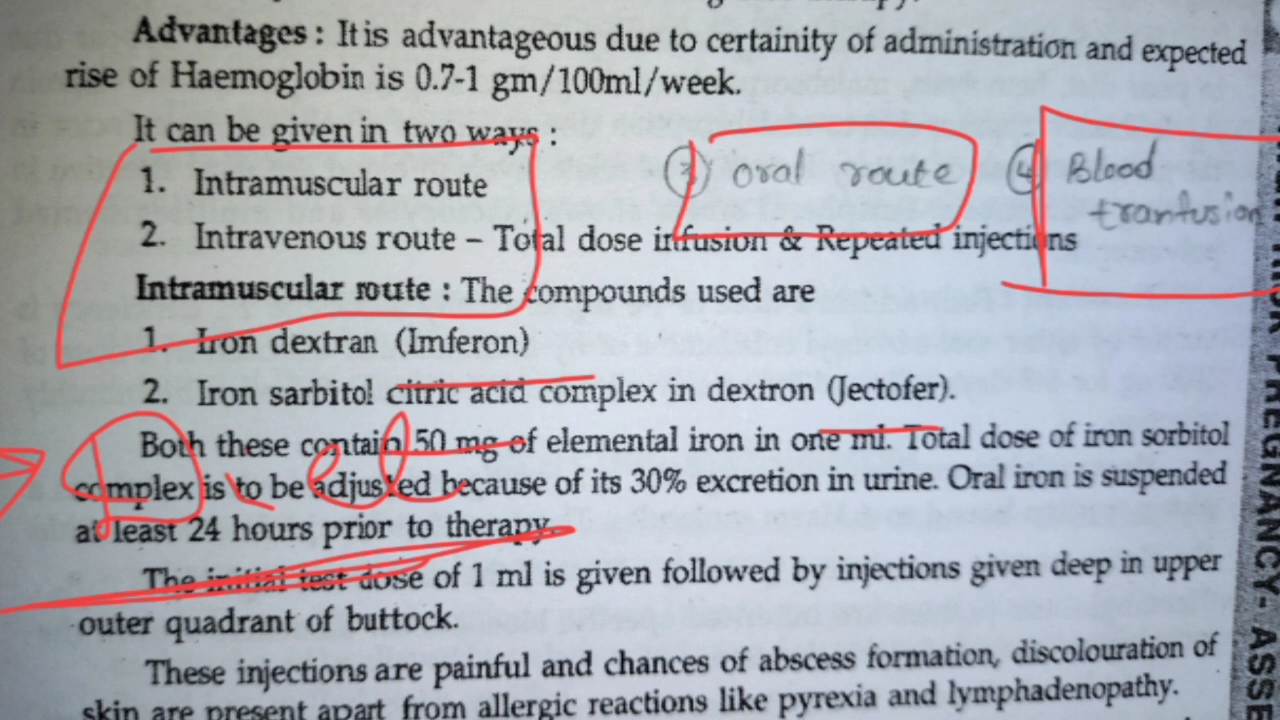 Advantages : It is advantageous due to certainity of administration and expected
rise of Haemoglobin is 0.7-1 gm/100ml/week.
It can be given in two ways :
1. Intramuscular route
③ oral route
④ Blood
tranfusion
2. Intravenous route – Total dose infusion & Repeated injections
Intramuscular route : The compounds used are
1. Iron dextran (Imferon)
2. Iron sarbitol citric acid complex in dextron (Jectofer).
Both these contain 50 mg of elemental iron in one ml. Total dose of iron sorbitol
complex is to be adjusted because of its 30% excretion in urine. Oral iron is suspended
at least 24 hours prior to therapy.
The initial test dose of 1 ml is given followed by injections given deep in upper
outer quadrant of buttock.
These injections are painful and chances of abscess formation, discolouration of
skin are present apart from allergic reactions like pyrexia and lymphadenopathy.
PREGNANCY - ASSE